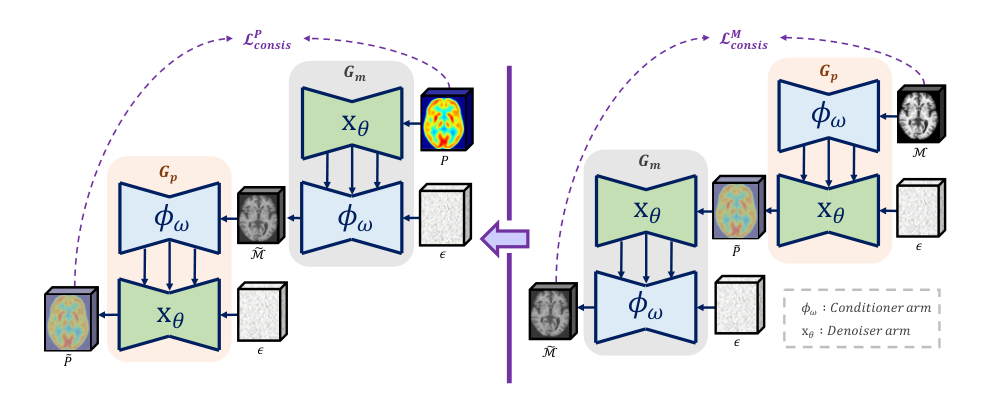 ℒ^P_consis
G_m
x_θ
P
G_p
ϕ_ω
ℳ̃
ϕ_ω
ϵ
x_θ
P̃
ϵ
ℒ^M_consis
G_p
ϕ_ω
ℳ
G_m
x_θ
P̃
x_θ
ϵ
ϕ_ω
ℳ̃
ϵ
ϕ_ω : Conditioner arm
x_θ : Denoiser arm